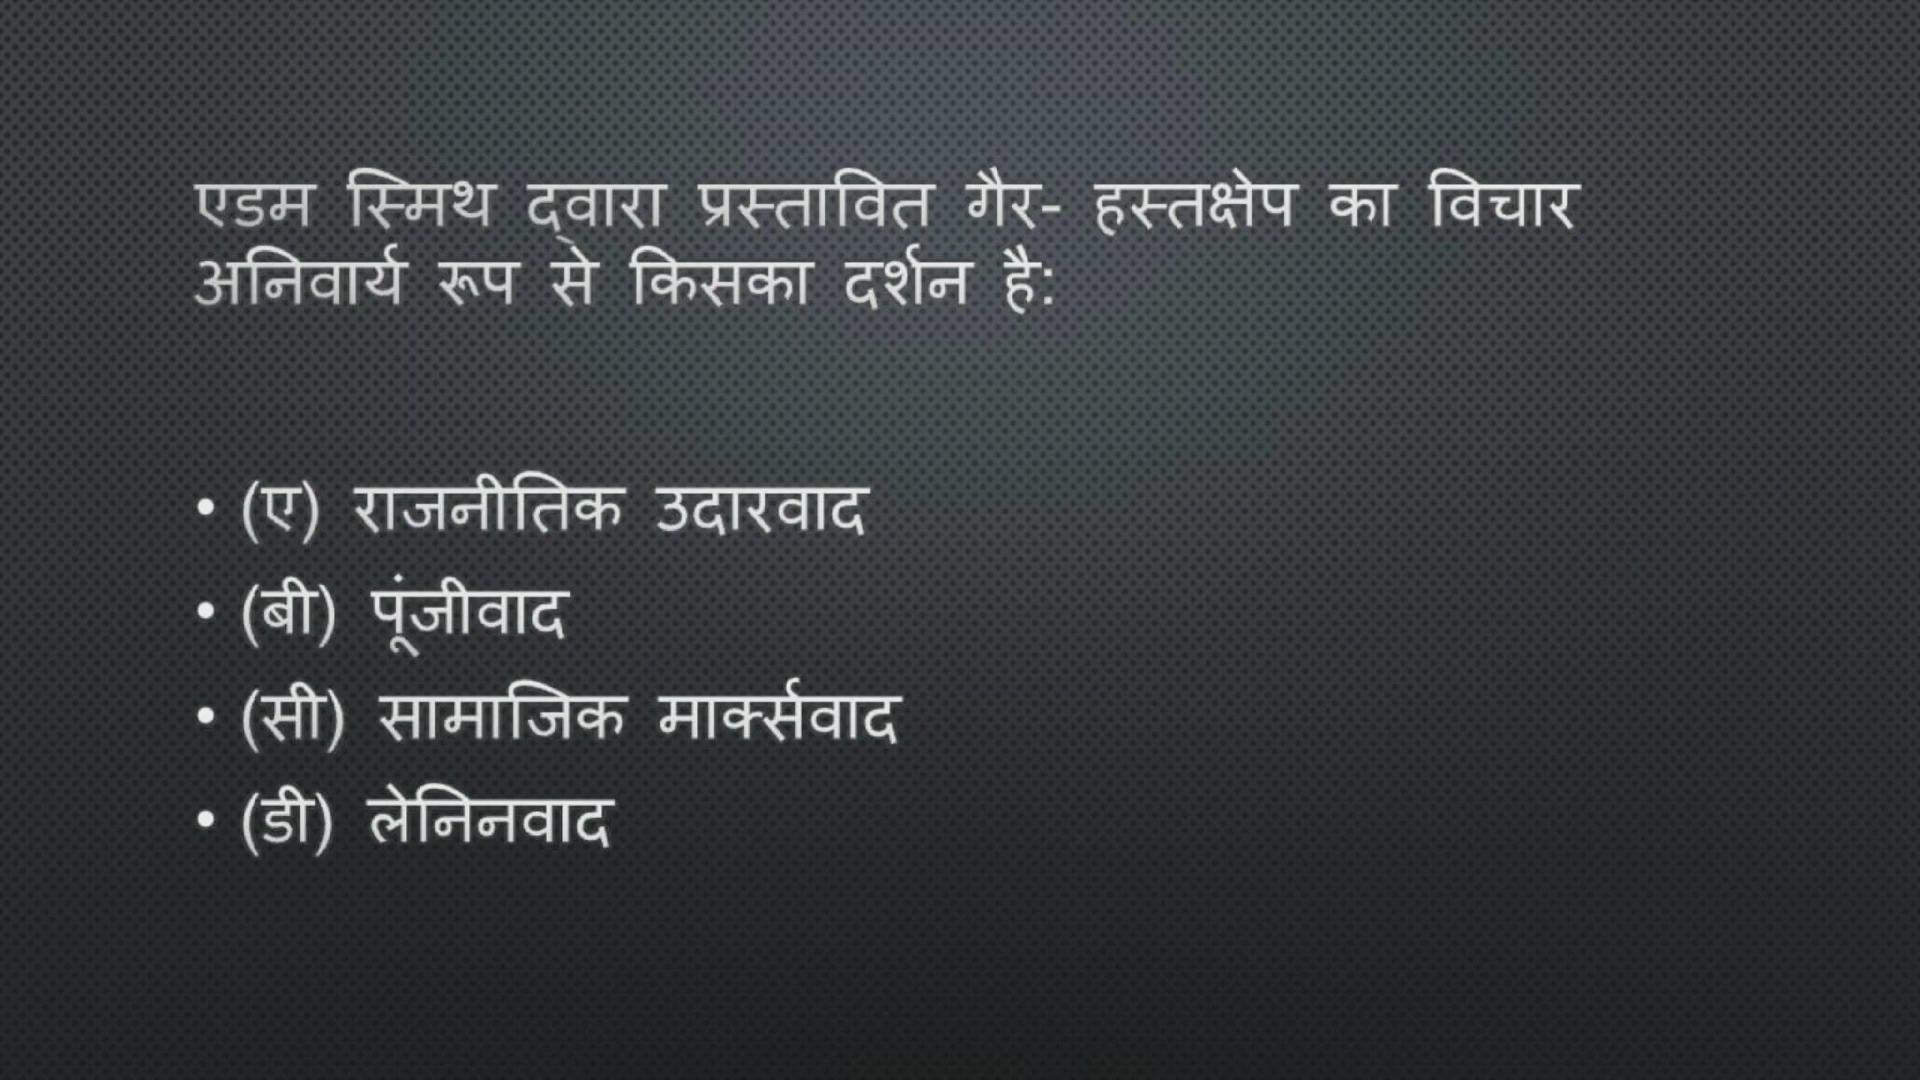 एडम स्मिथ द्वारा प्रस्तावित गैर- हस्तक्षेप का विचार
अनिवार्य रूप से किसका दर्शन है:
• (ए) राजनीतिक उदारवाद
• (बी) पूंजीवाद
• (सी) सामाजिक मार्क्सवाद
• (डी) लेनिनवाद